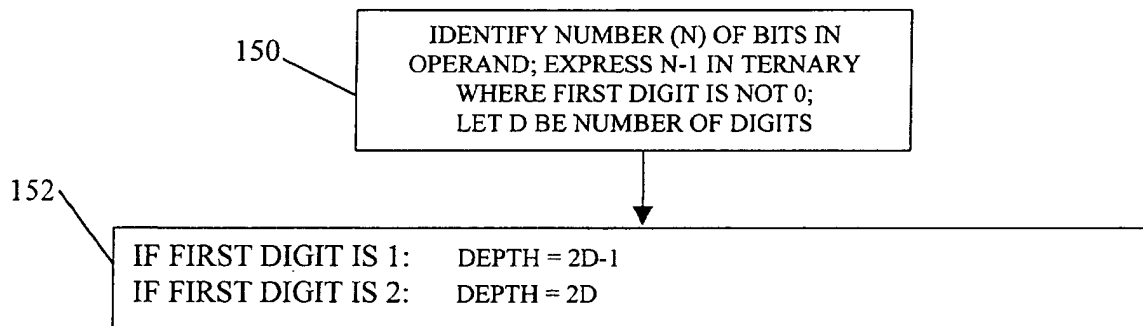 150
IDENTIFY NUMBER (N) OF BITS IN
OPERAND; EXPRESS N-1 IN TERNARY
WHERE FIRST DIGIT IS NOT 0;
LET D BE NUMBER OF DIGITS
152
IF FIRST DIGIT IS 1: DEPTH = 2D-1
IF FIRST DIGIT IS 2: DEPTH = 2D